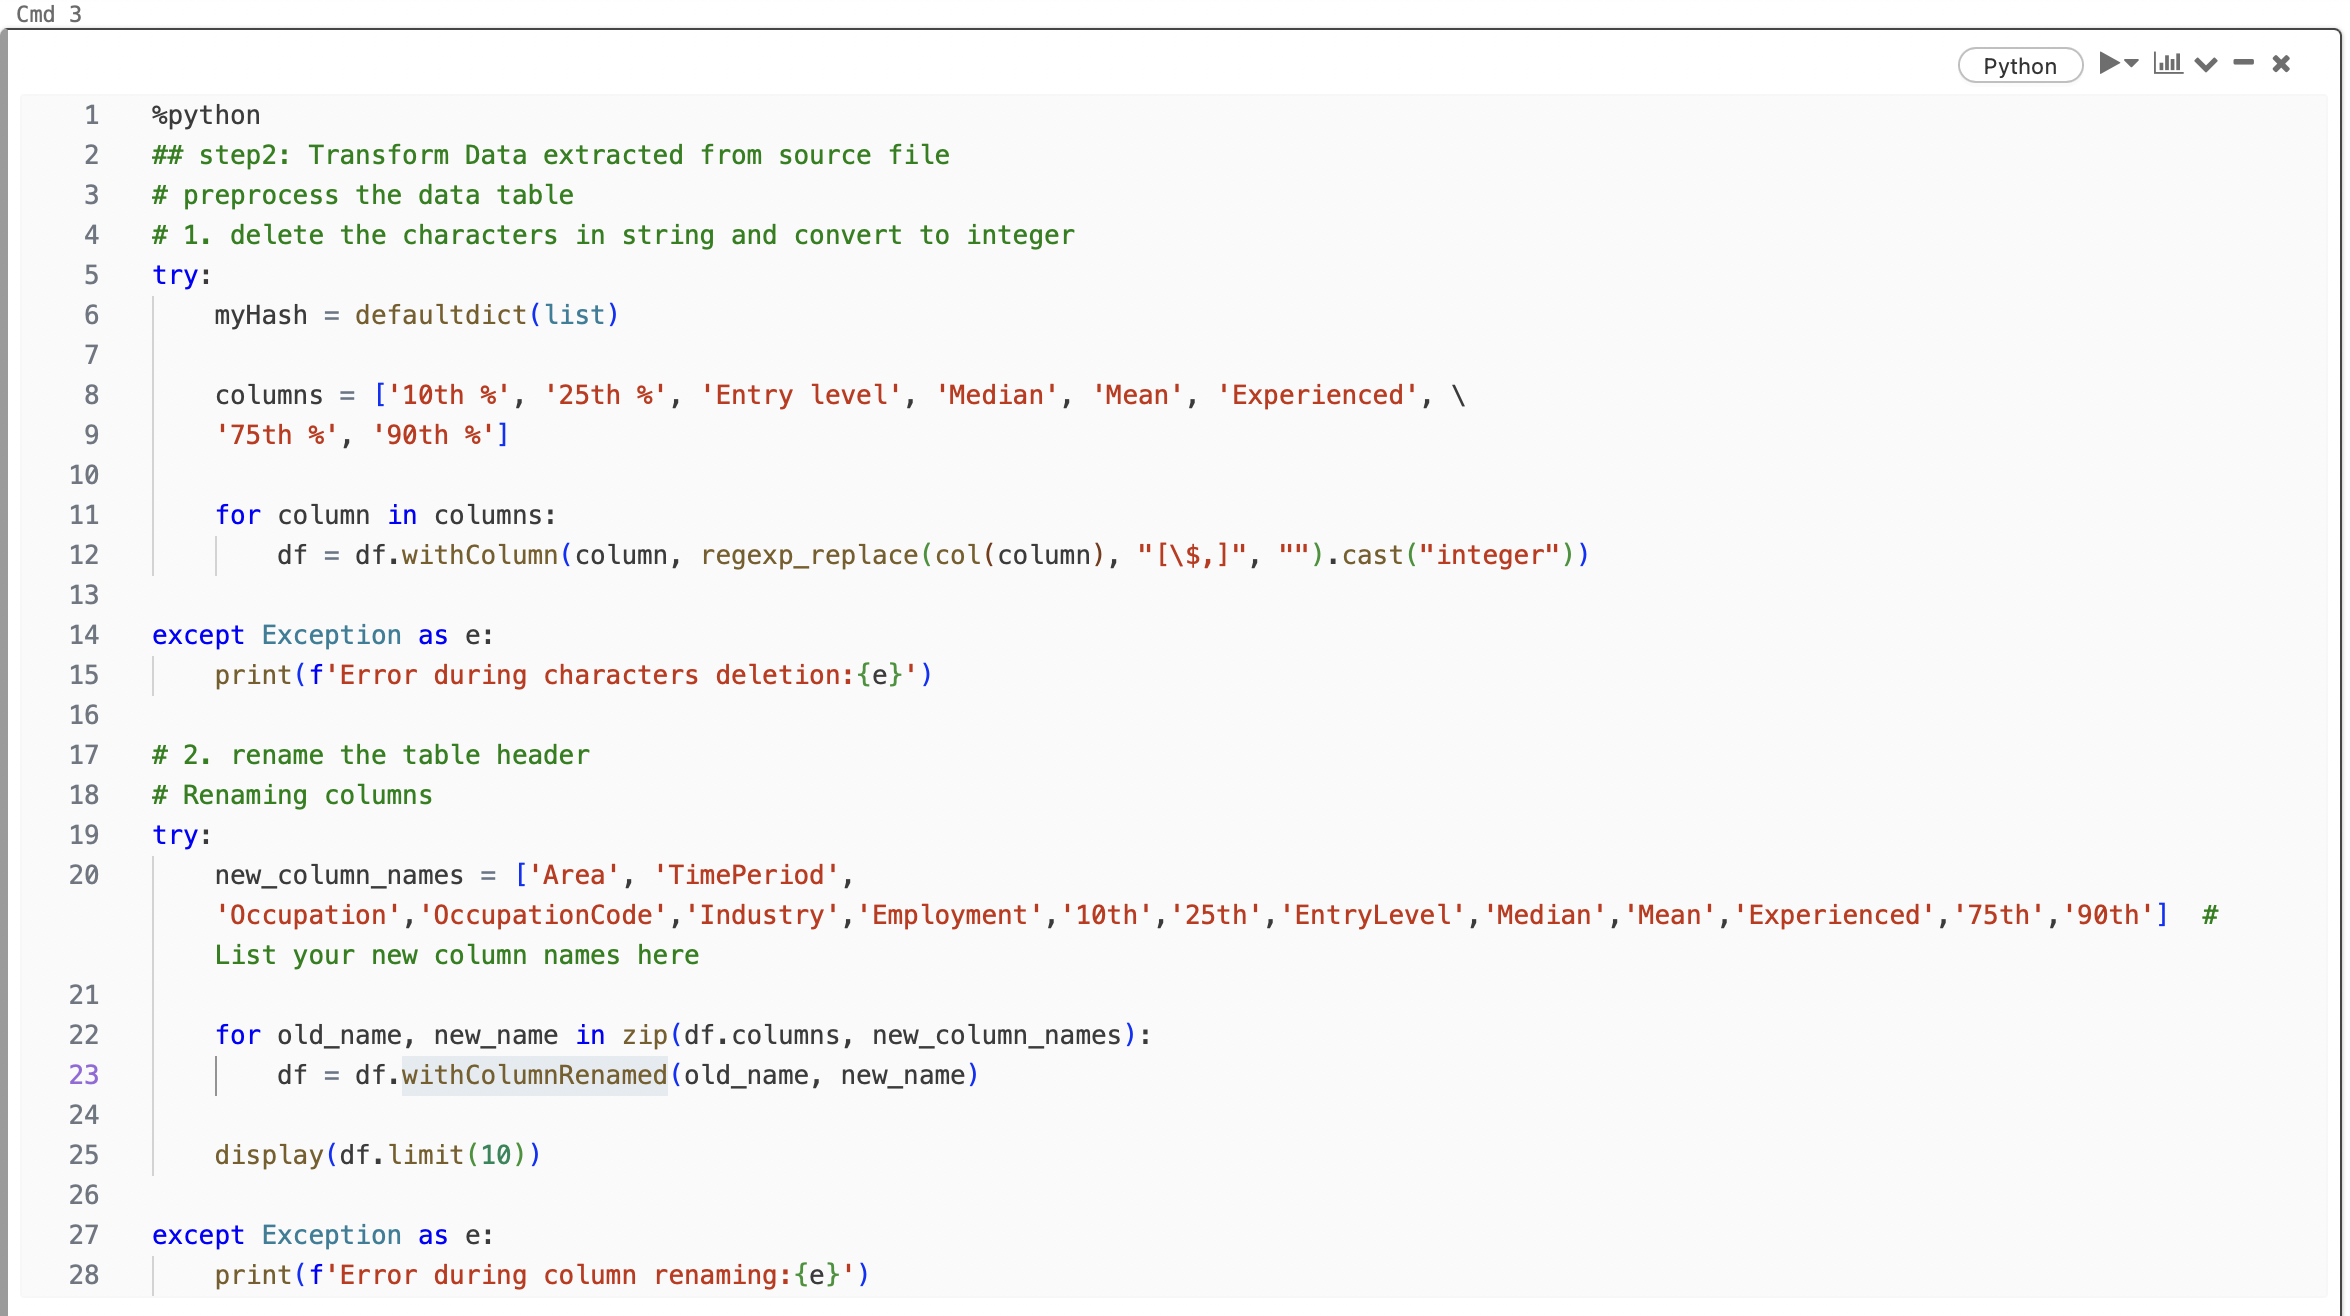 Cmd 3
Python
1 %python
2 ## step2: Transform Data extracted from source file
3 # preprocess the data table
4 # 1. delete the characters in string and convert to integer
5 try:
6     myHash = defaultdict(list)
7
8     columns = ['10th %', '25th %', 'Entry level', 'Median', 'Mean', 'Experienced', \
9     '75th %', '90th %']
10
11     for column in columns:
12         df = df.withColumn(column, regexp_replace(col(column), "[\$,]", "").cast("integer"))
13
14 except Exception as e:
15     print(f'Error during characters deletion:{e}')
16
17 # 2. rename the table header
18 # Renaming columns
19 try:
20     new_column_names = ['Area', 'TimePeriod',
    'Occupation','OccupationCode','Industry','Employment','10th','25th','EntryLevel','Median','Mean','Experienced','75th','90th']  #
    List your new column names here
21
22     for old_name, new_name in zip(df.columns, new_column_names):
23         df = df.withColumnRenamed(old_name, new_name)
24
25     display(df.limit(10))
26
27 except Exception as e:
28     print(f'Error during column renaming:{e}')